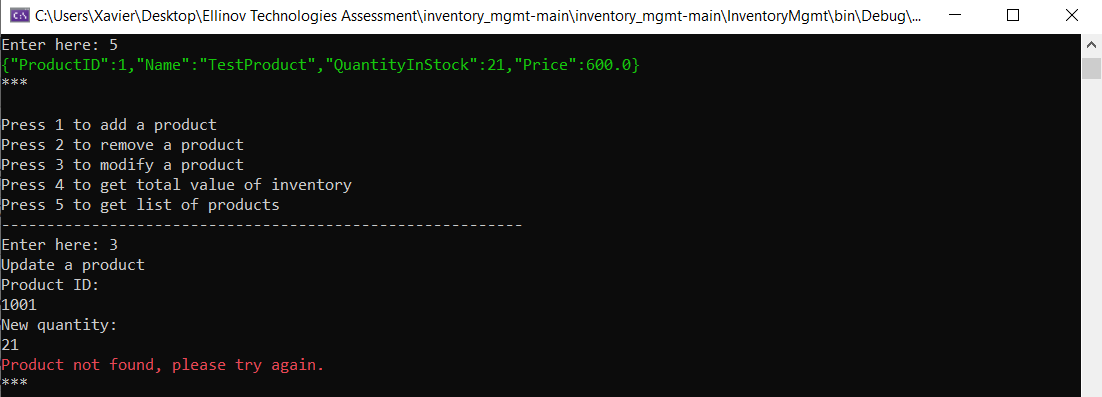 C:\Users\Xavier\Desktop\Ellinov Technologies Assessment\inventory_mgmt-main\inventory_mgmt-main\InventoryMgmt\bin\Debug\...
Enter here: 5
{"ProductID":1,"Name":"TestProduct","QuantityInStock":21,"Price":600.0}
***
Press 1 to add a product
Press 2 to remove a product
Press 3 to modify a product
Press 4 to get total value of inventory
Press 5 to get list of products
----------------------------------------------------------
Enter here: 3
Update a product
Product ID:
1001
New quantity:
21
Product not found, please try again.
***